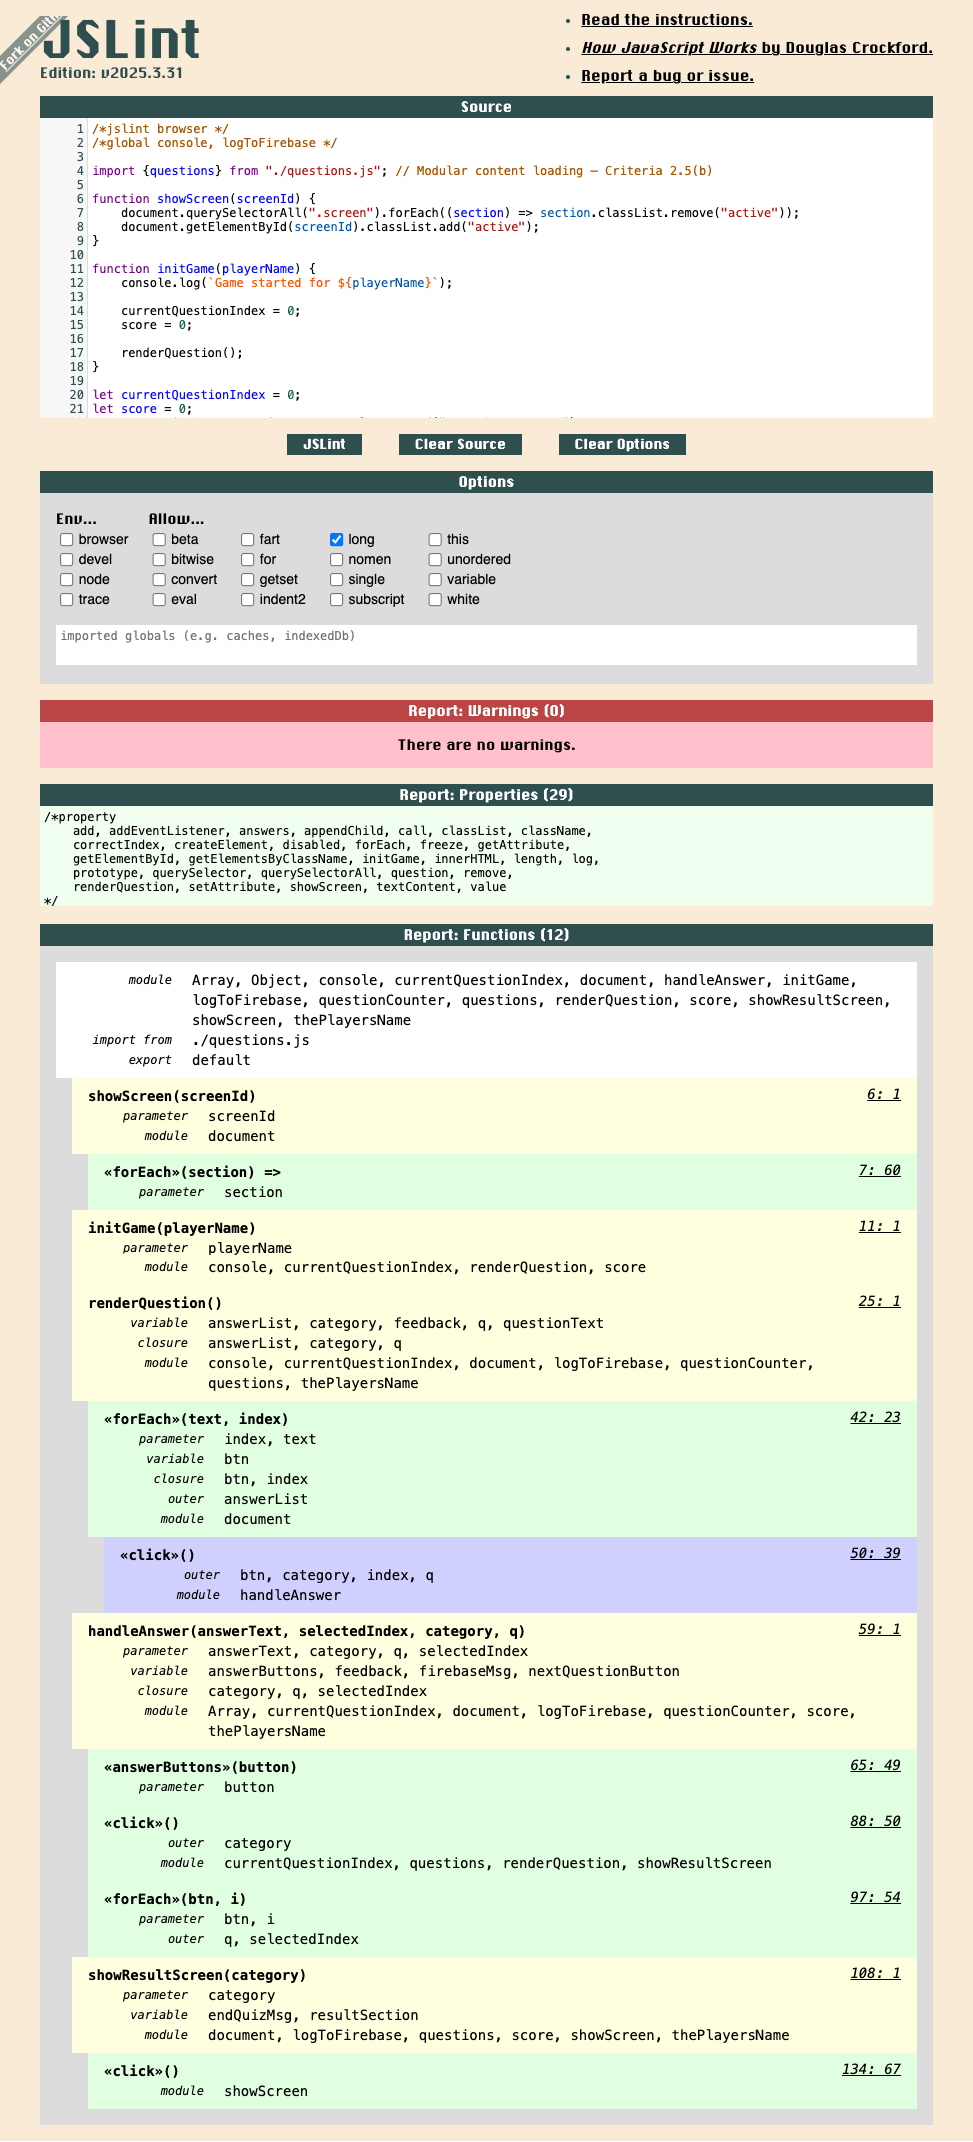 Fork on GitH
JSLint
Edition: v2025.3.31
Read the instructions.
How JavaScript Works by Douglas Crockford.
Report a bug or issue.
Source
1 /*jslint browser */
2 /*global console, logToFirebase */
3
4 import {questions} from "./questions.js"; // Modular content loading – Criteria 2.5(b)
5
6 function showScreen(screenId) {
7     document.querySelectorAll(".screen").forEach((section) => section.classList.remove("active"));
8     document.getElementById(screenId).classList.add("active");
9 }
10
11 function initGame(playerName) {
12     console.log(`Game started for ${playerName}`);
13
14     currentQuestionIndex = 0;
15     score = 0;
16
17     renderQuestion();
18 }
19
20 let currentQuestionIndex = 0;
21 let score = 0;
JSLint Clear Source Clear Options
Options
Env... Allow...
browser beta fart long this
devel bitwise for nomen unordered
node convert getset single variable
trace eval indent2 subscript white
imported globals (e.g. caches, indexedDb)
Report: Warnings (0)
There are no warnings.
Report: Properties (29)
/*property
    add, addEventListener, answers, appendChild, call, classList, className,
    correctIndex, createElement, disabled, forEach, freeze, getAttribute,
    getElementById, getElementsByClassName, initGame, innerHTML, length, log,
    prototype, querySelector, querySelectorAll, question, remove,
    renderQuestion, setAttribute, showScreen, textContent, value
*/
Report: Functions (12)
module Array, Object, console, currentQuestionIndex, document, handleAnswer, initGame,
logToFirebase, questionCounter, questions, renderQuestion, score, showResultScreen,
showScreen, thePlayersName
import from ./questions.js
export default
showScreen(screenId) 6: 1
parameter screenId
module document
«forEach»(section) => 7: 60
parameter section
initGame(playerName) 11: 1
parameter playerName
module console, currentQuestionIndex, renderQuestion, score
renderQuestion() 25: 1
variable answerList, category, feedback, q, questionText
closure answerList, category, q
module console, currentQuestionIndex, document, logToFirebase, questionCounter,
questions, thePlayersName
«forEach»(text, index) 42: 23
parameter index, text
variable btn
closure btn, index
outer answerList
module document
«click»() 50: 39
outer btn, category, index, q
module handleAnswer
handleAnswer(answerText, selectedIndex, category, q) 59: 1
parameter answerText, category, q, selectedIndex
variable answerButtons, feedback, firebaseMsg, nextQuestionButton
closure category, q, selectedIndex
module Array, currentQuestionIndex, document, logToFirebase, questionCounter, score,
thePlayersName
«answerButtons»(button) 65: 49
parameter button
«click»() 88: 50
outer category
module currentQuestionIndex, questions, renderQuestion, showResultScreen
«forEach»(btn, i) 97: 54
parameter btn, i
outer q, selectedIndex
showResultScreen(category) 108: 1
parameter category
variable endQuizMsg, resultSection
module document, logToFirebase, questions, score, showScreen, thePlayersName
«click»() 134: 67
module showScreen